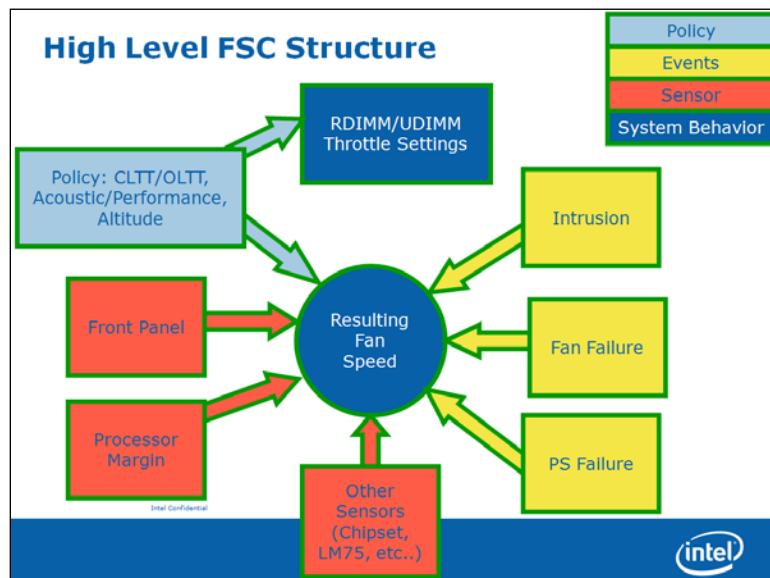 High Level FSC Structure
Policy
Events
Sensor
System Behavior
RDIMM/UDIMM
Throttle Settings
Policy: CLTT/OLTT,
Acoustic/Performance,
Altitude
Intrusion
Front Panel
Resulting
Fan
Speed
Fan Failure
Processor
Margin
PS Failure
Other
Sensors
(Chipset,
LM75, etc..)
Intel Confidential
intel